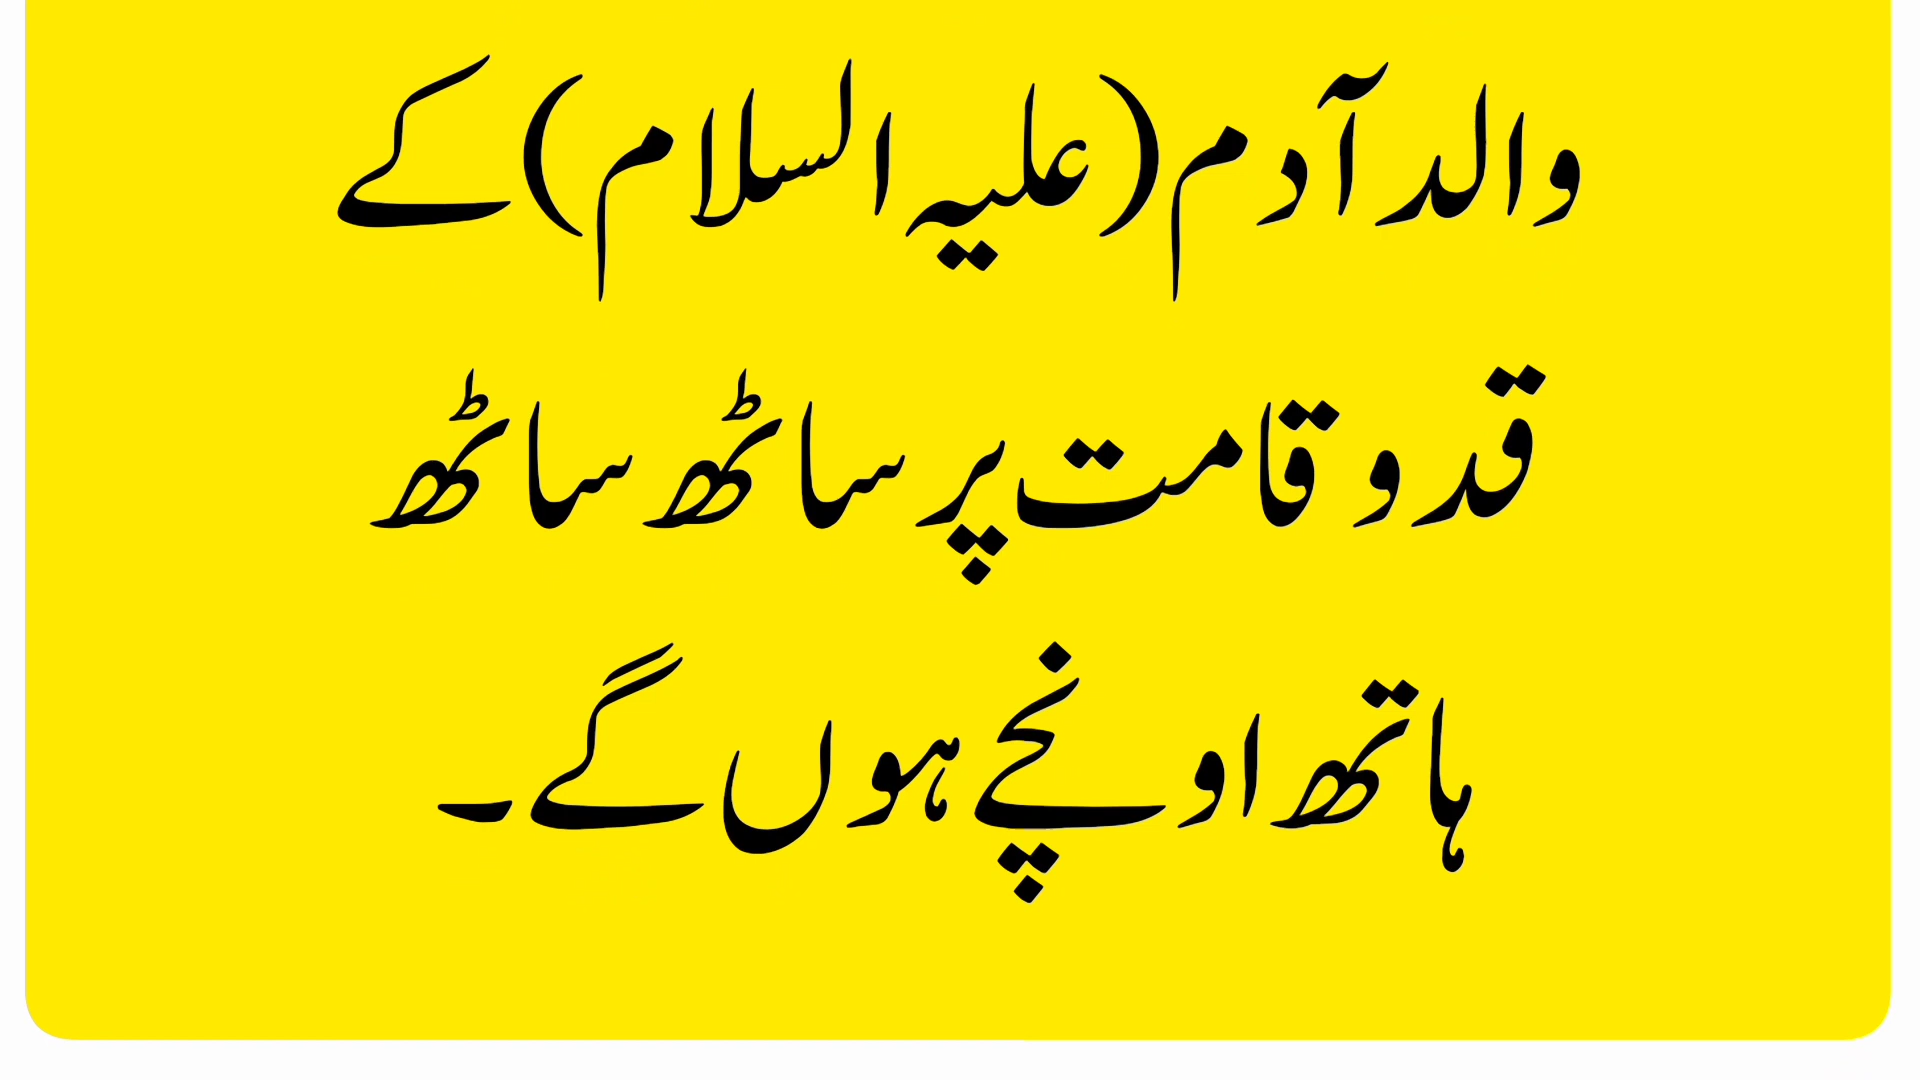 والد آدم(علیہ السلام)کے
قد و قامت پر ساٹھ ساٹھ
ہاتھ اونچے ہوں گے۔